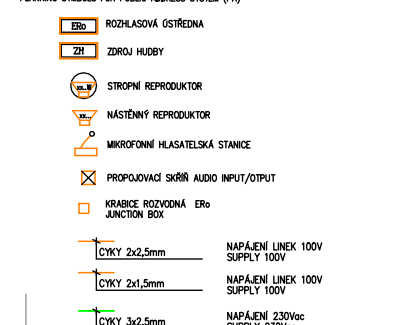 ERo ROZHLASOVÁ ÚSTŘEDNA
ZH ZDROJ HUDBY
xx..W STROPNÍ REPRODUKTOR
xx... NÁSTĚNNÝ REPRODUKTOR
MIKROFONNÍ HLASATELSKÁ STANICE
PROPOJOVACÍ SKŘÍŇ AUDIO INPUT/OTPUT
KRABICE ROZVODNÁ ERo
JUNCTION BOX
CYKY 2x2,5mm NAPÁJENÍ LINEK 100V
SUPPLY 100V
CYKY 2x1,5mm NAPÁJENÍ LINEK 100V
SUPPLY 100V
CYKY 3x2,5mm NAPÁJENÍ 230Vac